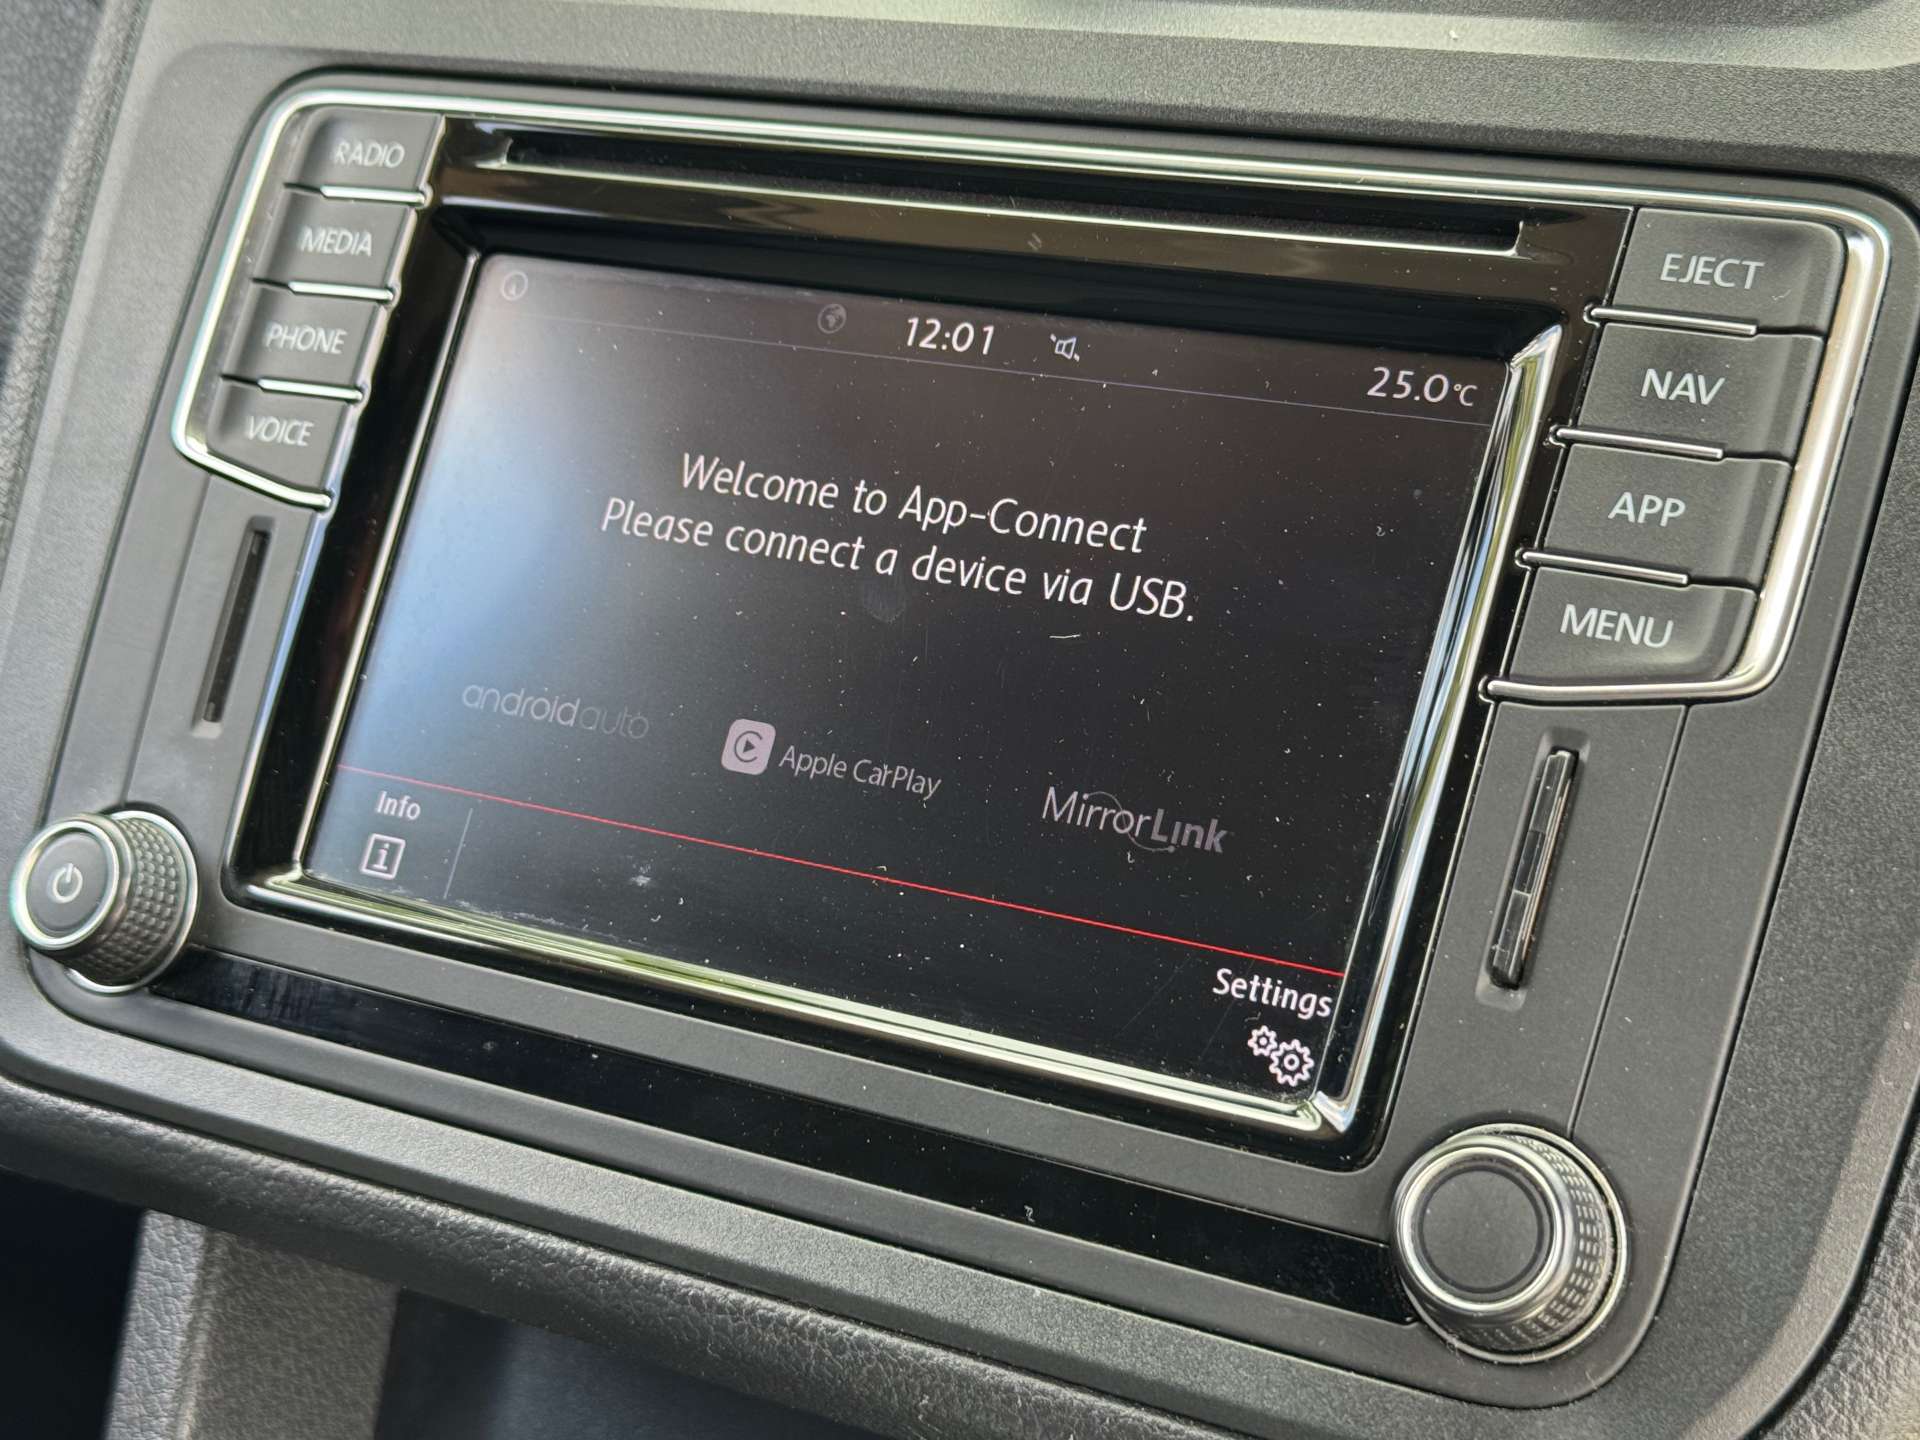 RADIO
MEDIA
PHONE
VOICE
EJECT
NAV
APP
MENU
12:01
25.0°C
Welcome to App-Connect
Please connect a device via USB.
androidauto
Apple CarPlay
MirrorLink
Info
i
Settings